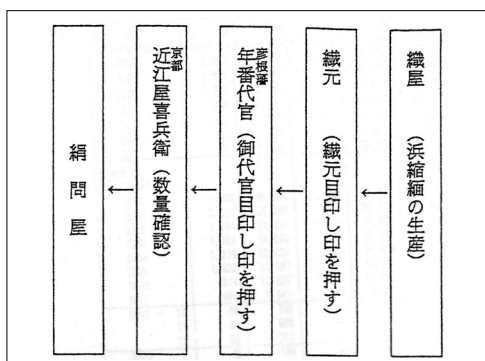 織屋 (浜縮緬の生産)
↓
織元 (織元目印し印を押す)
↓
彦根藩
年番代官 (御代官目印し印を押す)
↓
京都
近江屋喜兵衛 (数量確認)
↓
絹問屋